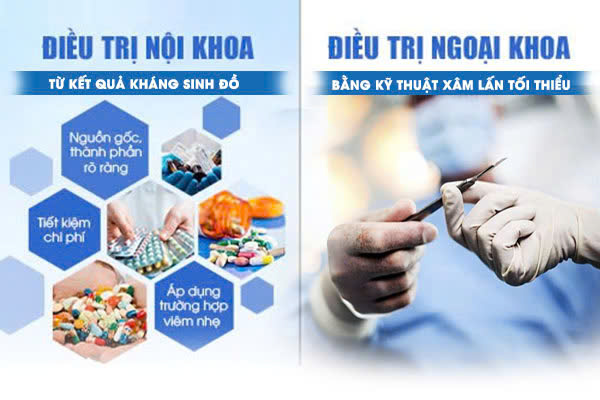 ĐIỀU TRỊ NỘI KHOA
TỪ KẾT QUẢ KHÁNG SINH ĐỒ
Nguồn gốc,
thành phần
rõ ràng
Tiết kiệm
chi phí
Áp dụng
trường hợp
viêm nhẹ
ĐIỀU TRỊ NGOẠI KHOA
BẰNG KỸ THUẬT XÂM LẤN TỐI THIỂU